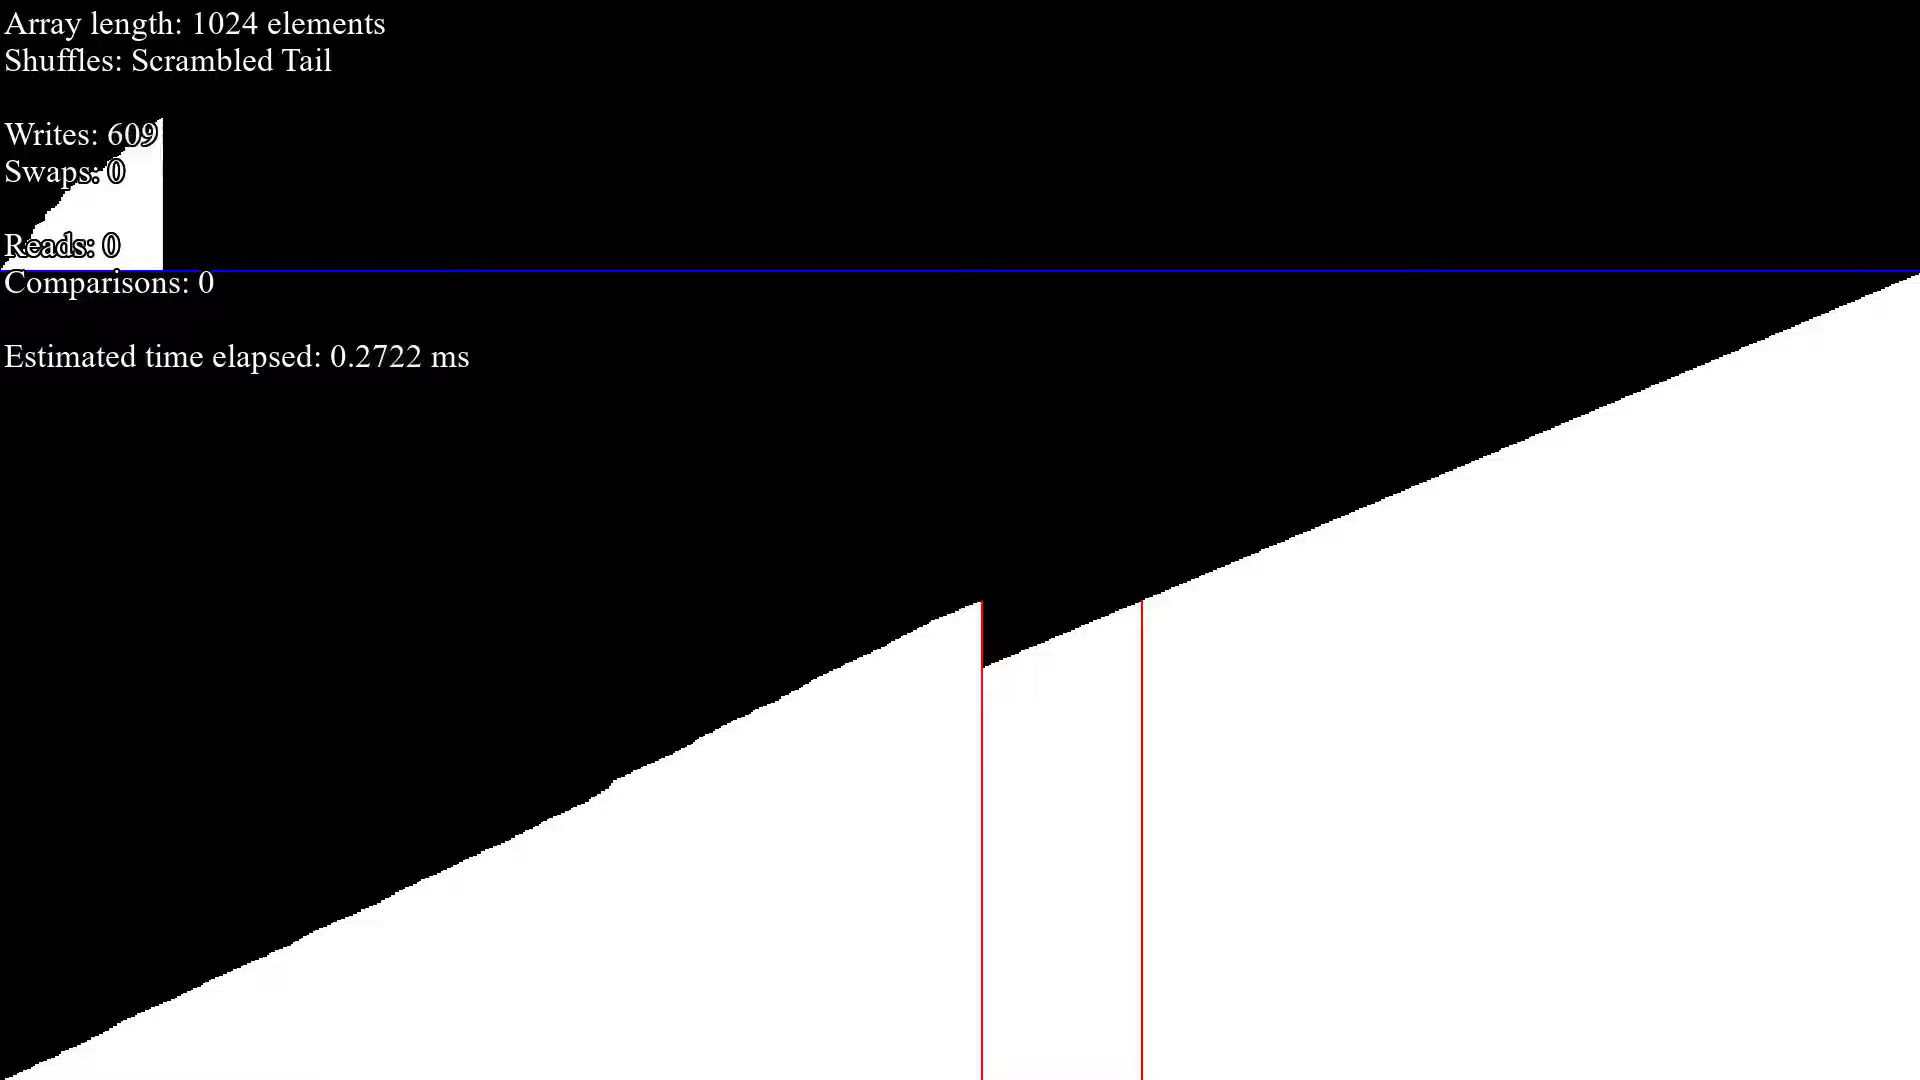 Array length: 1024 elements
Shuffles: Scrambled Tail
Writes: 609
Swaps: 0
Reads: 0
Comparisons: 0
Estimated time elapsed: 0.2722 ms